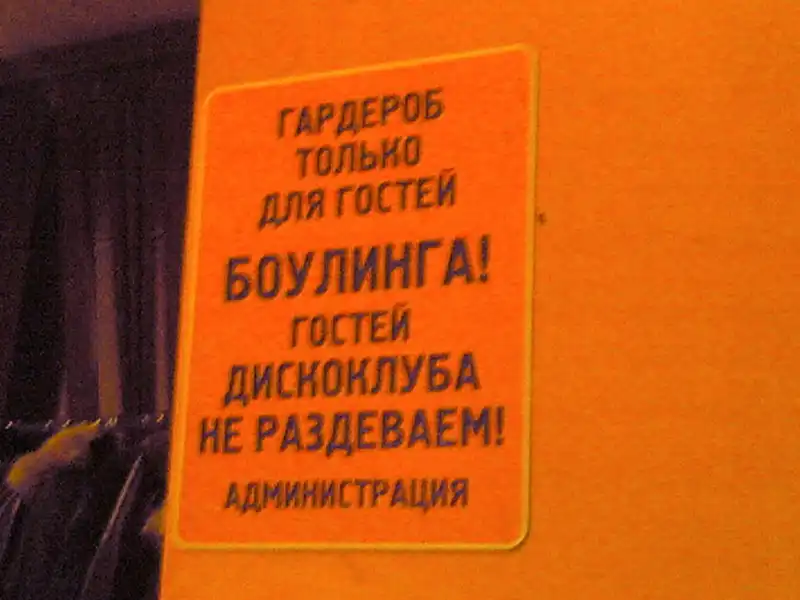 ГАРДЕРОБ
ТОЛЬКО
ДЛЯ ГОСТЕЙ
БОУЛИНГА!
ГОСТЕЙ
ДИСКОКЛУБА
НЕ РАЗДЕВАЕМ!
АДМИНИСТРАЦИЯ